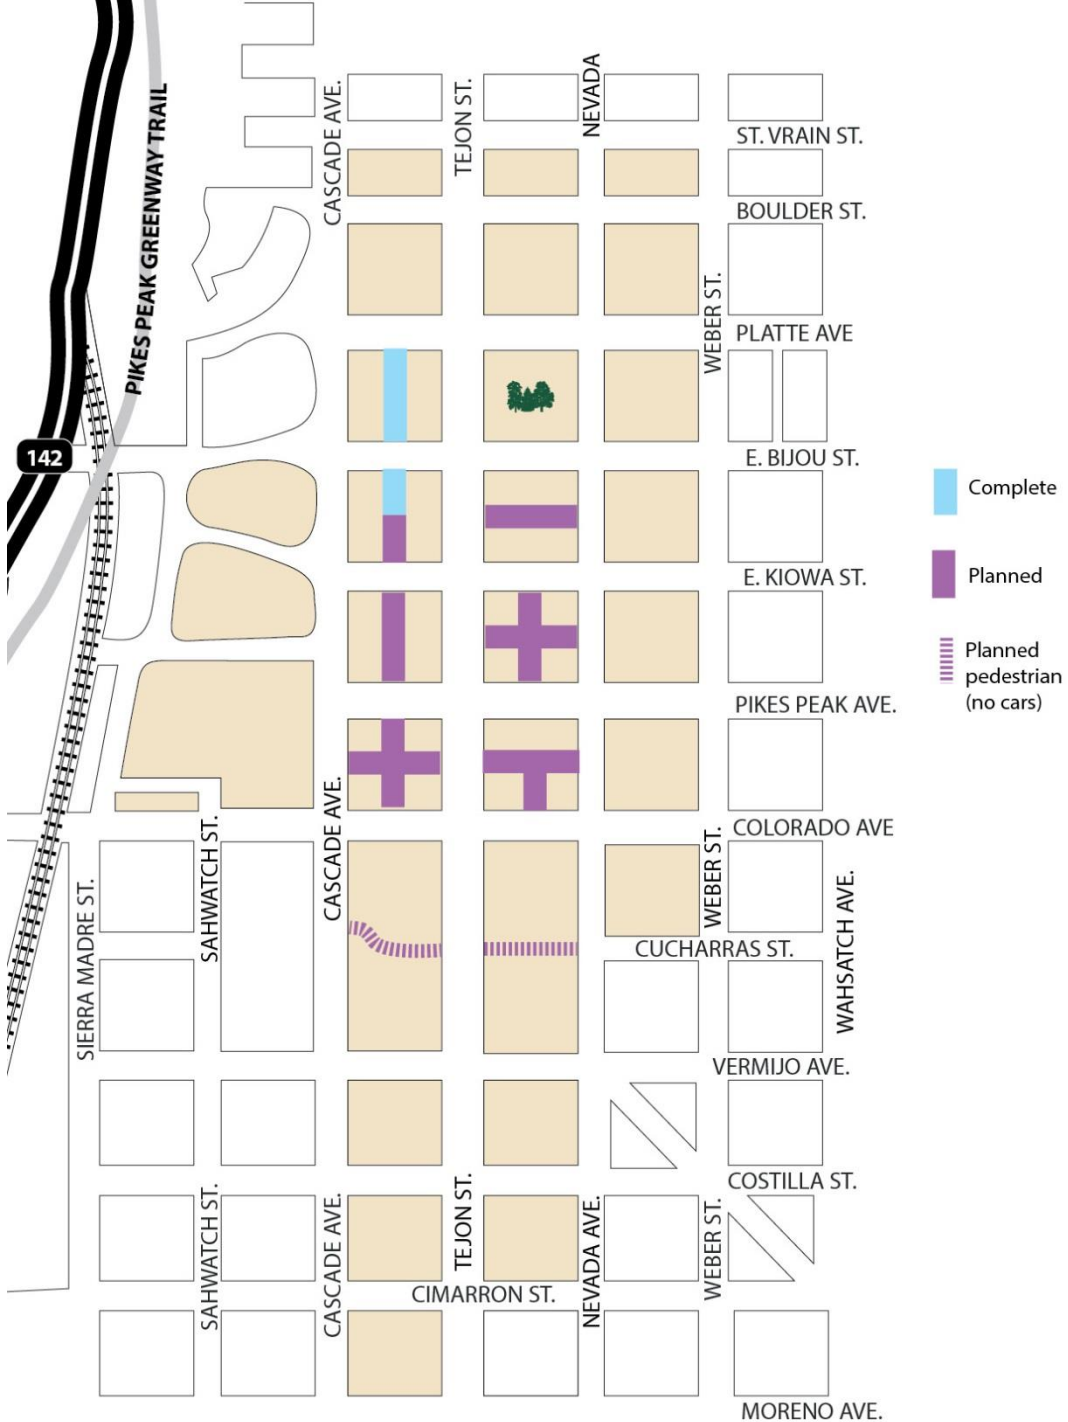 PIKES PEAK GREENWAY TRAIL
CASCADE AVE.
TEJON ST.
NEVADA
ST. VRAIN ST.
BOULDER ST.
WEBER ST.
PLATTE AVE
142
E. BIJOU ST.
Complete
E. KIOWA ST.
Planned
Planned
pedestrian
(no cars)
PIKES PEAK AVE.
CASCADE AVE.
COLORADO AVE
SAHWATCH ST.
WEBER ST.
SIERRA MADRE ST.
WAHSATCH AVE.
CUCHARRAS ST.
VERMIJO AVE.
COSTILLA ST.
SAHWATCH ST.
CASCADE AVE.
TEJON ST.
NEVADA AVE.
WEBER ST.
CIMARRON ST.
MORENO AVE.